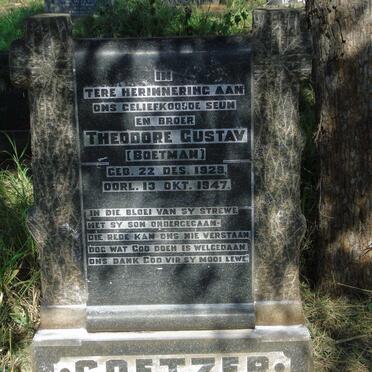 IN
TERE HERINNERING AAN
ONS GELIEFKOOSDE SEUN
EN BROER
THEODORE GUSTAV
(BOETMAN)
GEB. 22 DES. 1929
OORL. 13 OKT. 1947.
IN DIE BLOEI VAN SY STREWE
HET SY SON ONDERGEGAAN:
DIE REDE KAN ONS NIE VERSTAAN
DOG WAT GOD DOEN IS WELGEDAAN
ONS DANK GOD VIR SY MOOI LEWE
COETZER